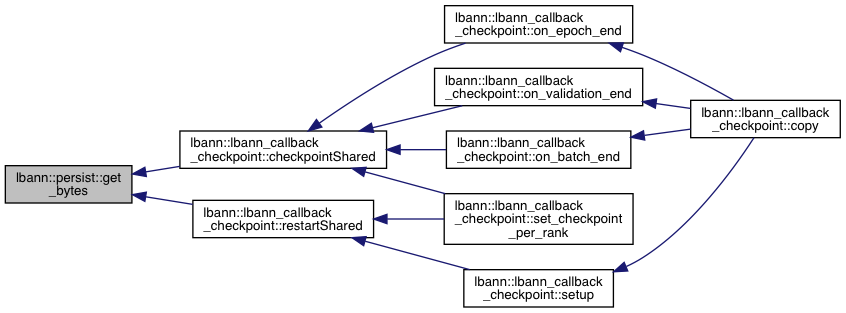 lbann::persist::get
_bytes
lbann::lbann_callback
_checkpoint::checkpointShared
lbann::lbann_callback
_checkpoint::restartShared
lbann::lbann_callback
_checkpoint::on_epoch_end
lbann::lbann_callback
_checkpoint::on_validation_end
lbann::lbann_callback
_checkpoint::on_batch_end
lbann::lbann_callback
_checkpoint::set_checkpoint
_per_rank
lbann::lbann_callback
_checkpoint::setup
lbann::lbann_callback
_checkpoint::copy